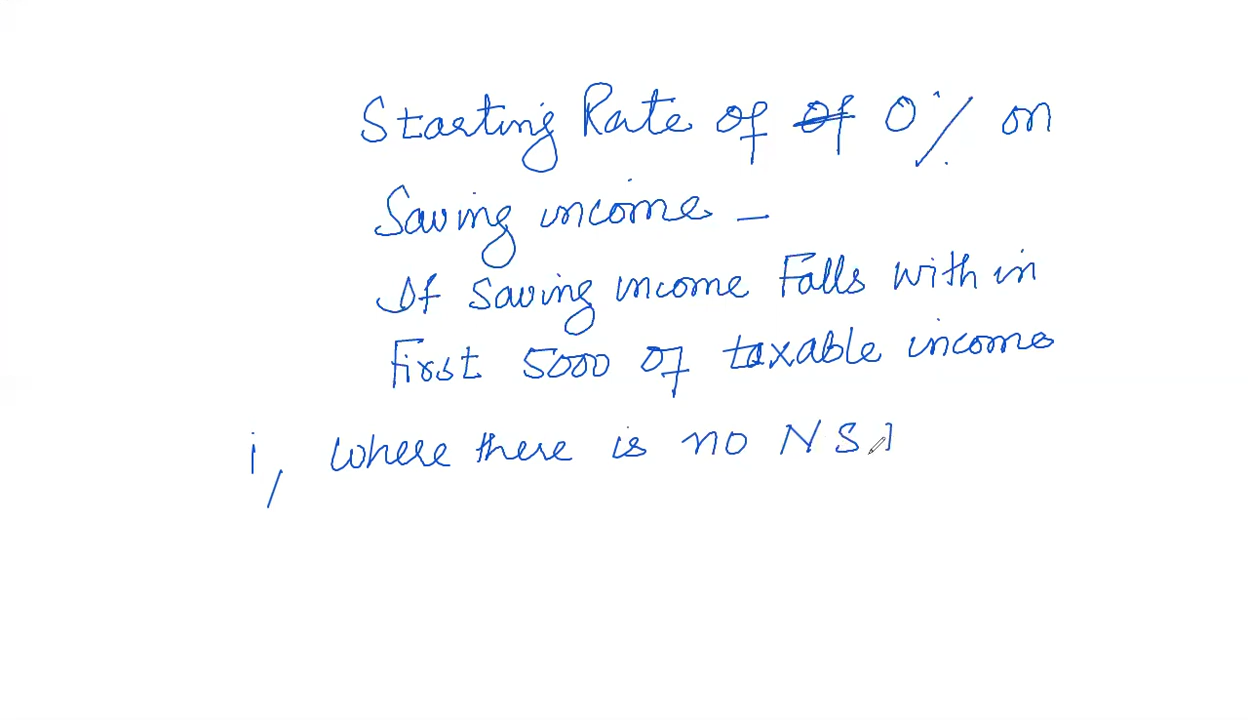 Starting Rate of of 0% on
Saving income -
If saving income Falls with in
First 5000 of taxable income
i, where there is no NS